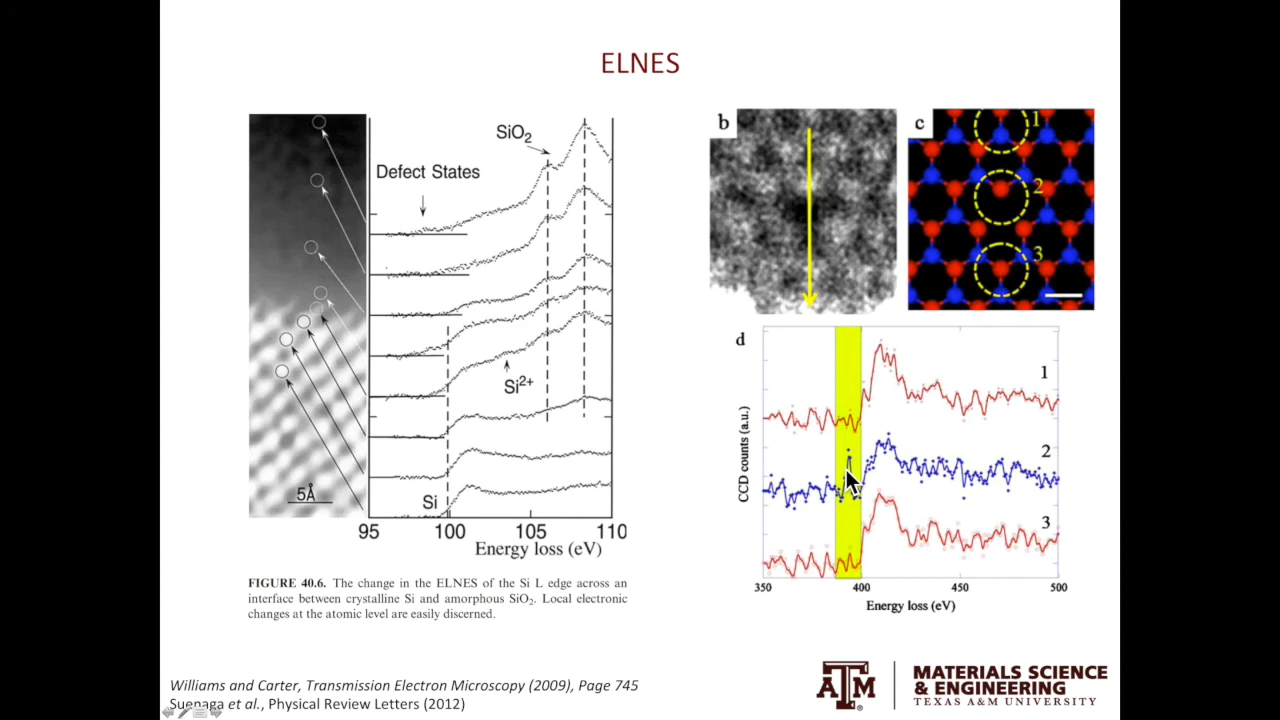 ELNES
SiO2
Defect States
Si2+
Si
5Å
95 100 105 110
Energy loss (eV)
FIGURE 40.6. The change in the ELNES of the Si L edge across an
interface between crystalline Si and amorphous SiO2. Local electronic
changes at the atomic level are easily discerned.
b
c
1
2
3
d
1
2
3
CCD counts (a.u.)
350 400 450 500
Energy loss (eV)
Williams and Carter, Transmission Electron Microscopy (2009), Page 745
Suenaga et al., Physical Review Letters (2012)
ATM
MATERIALS SCIENCE
& ENGINEERING
TEXAS A&M UNIVERSITY